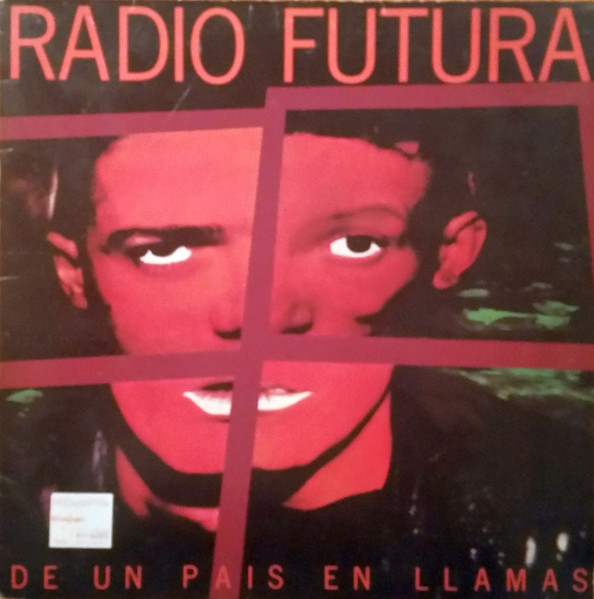 RADIO FUTURA
DE UN PAIS EN LLAMAS